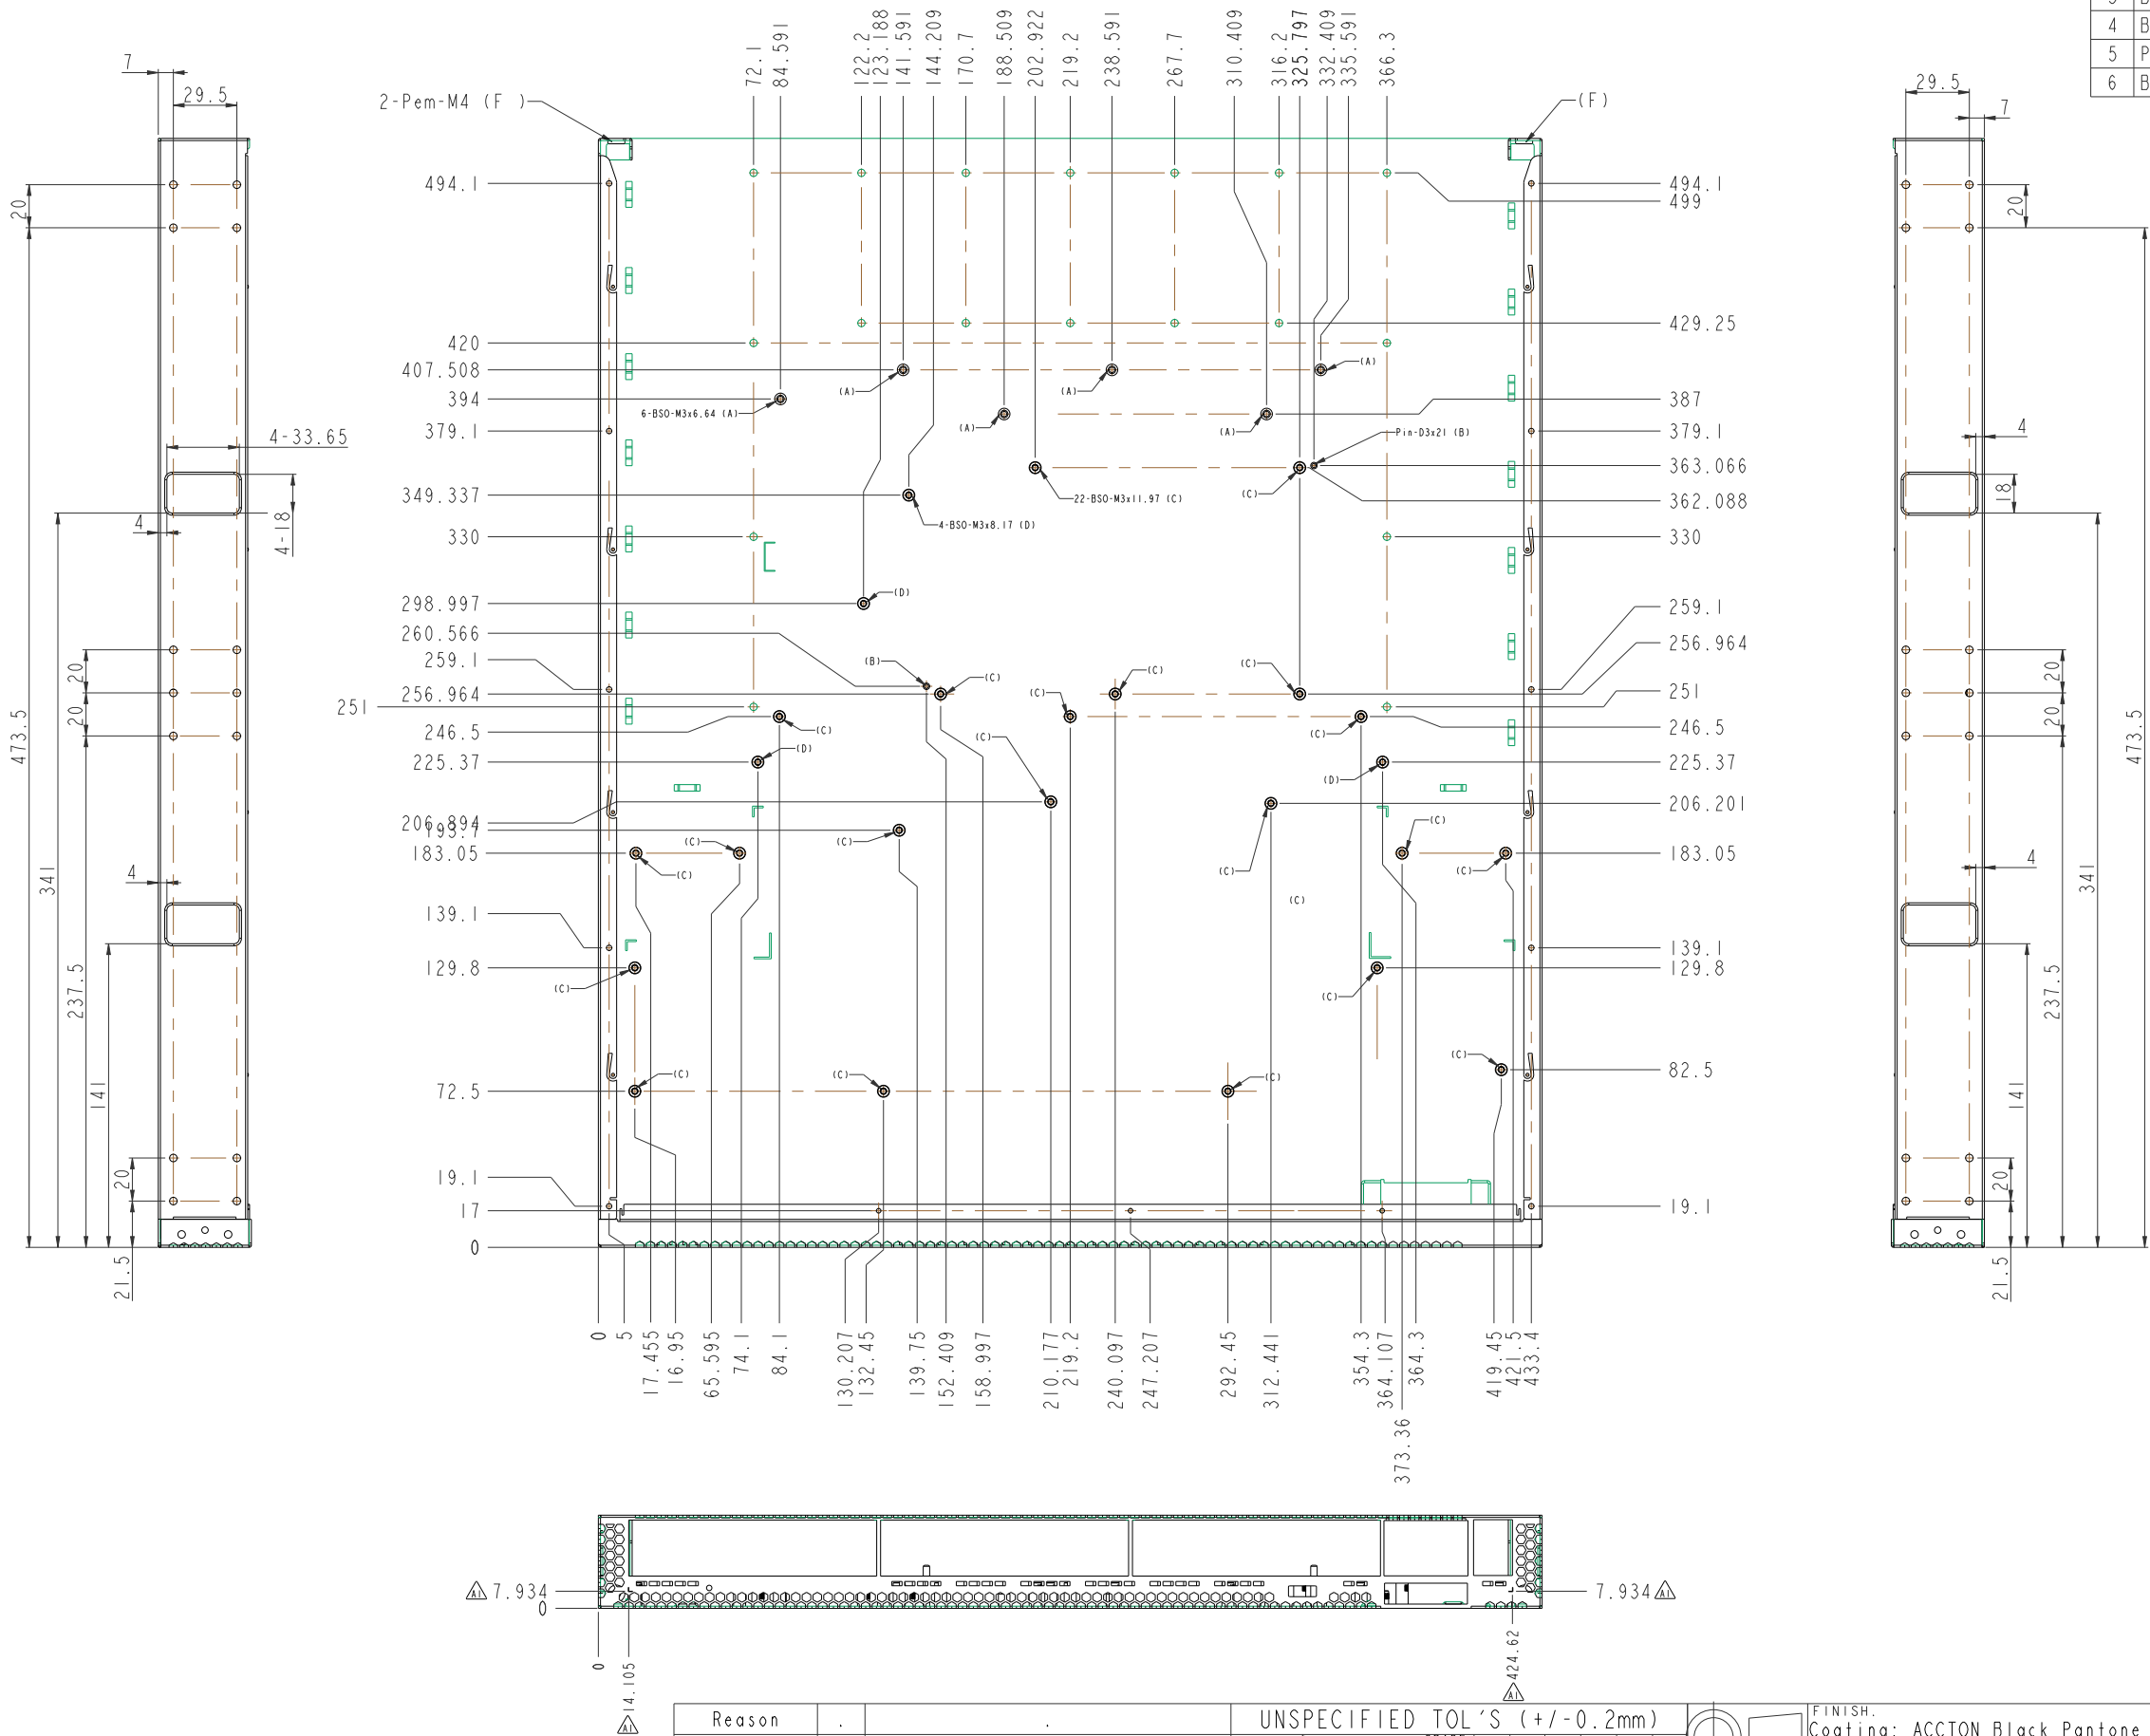 4 B
5 P
6 B
72.1
84.591
122.2
123.188
141.591
144.209
170.7
188.509
202.922
219.2
238.591
267.7
310.409
316.2
325.797
332.409
335.591
366.3
7
29.5
20
473.5
4-33.65
4-18
4
341
20
20
237.5
4
141
20
21.5
2-Pem-M4 (F )
(F)
494.1
420
407.508
394
379.1
349.337
330
298.997
260.566
259.1
256.964
251
246.5
225.37
206.894
193.7
183.05
139.1
129.8
72.5
19.1
17
0
6-BSO-M3x6.64 (A)
(A)
(A)
(A)
(A)
(A)
Pin-D3x21 (B)
22-BSO-M3x11.97 (C)
(C)
4-BSO-M3x8.17 (D)
(D)
(B)
(C)
(C)
(C)
(C)
(C)
(C)
(D)
(C)
(D)
(C)
(C)
(C)
(C)
(C)
(C)
(C)
(C)
(C)
(C)
(C)
(C)
(C)
494.1
499
429.25
387
379.1
363.066
362.088
330
259.1
256.964
251
246.5
225.37
206.201
183.05
139.1
129.8
82.5
19.1
29.5
7
20
473.5
4
18
341
20
20
237.5
4
141
20
21.5
0
5
17.455
16.95
65.595
74.1
84.1
130.207
132.45
139.75
152.409
158.997
210.177
219.2
240.097
247.207
292.45
312.441
354.3
364.107
373.36
364.3
419.45
421.5
433.4
A1 7.934
0
7.934 A1
0
A1 14.105
A1 424.62
Reason . .
UNSPECIFIED TOL'S (+/-0.2mm)
FINISH.
Coating: ACCTON Black Pantone